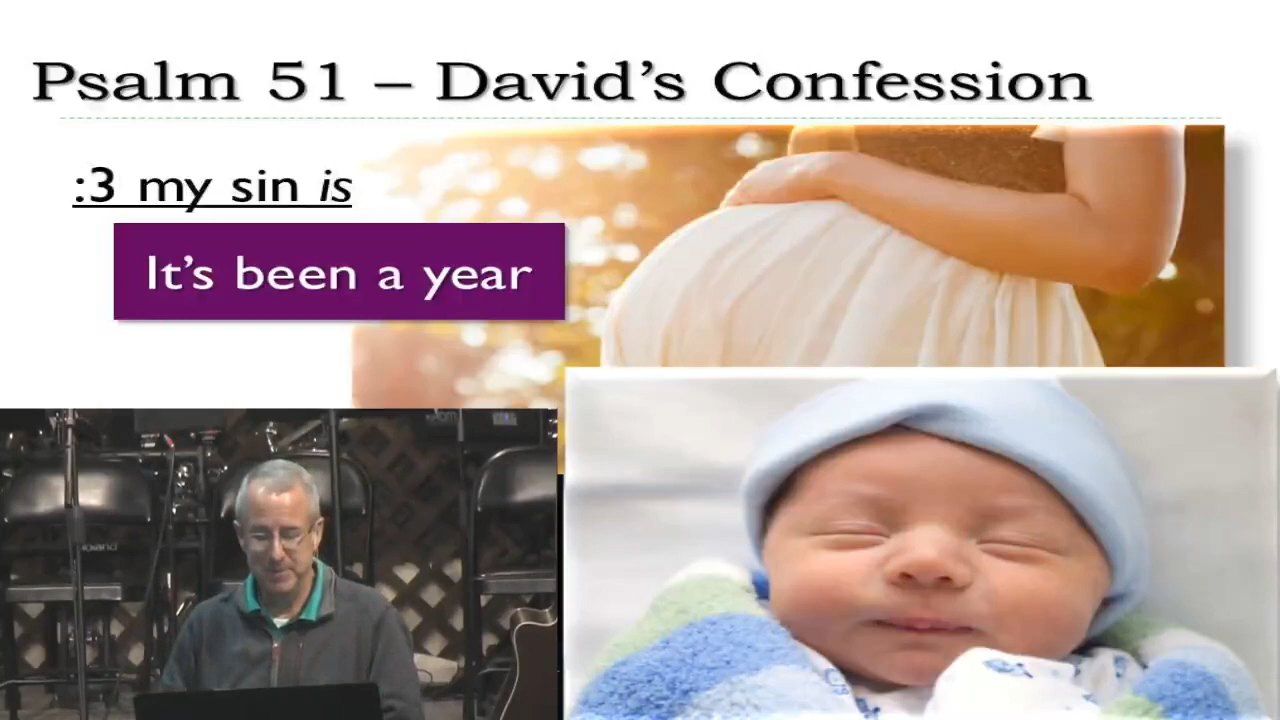 Psalm 51 – David's Confession
:3 my sin is
It's been a year